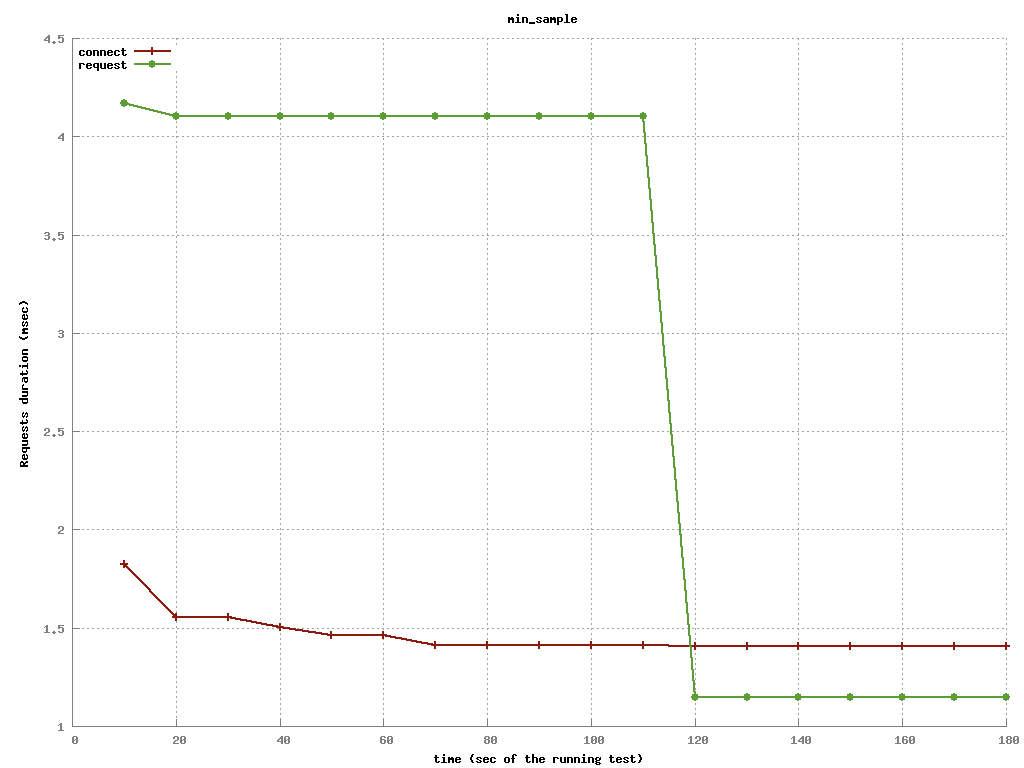 min_sample
4.5
connect
request
4
3.5
3
2.5
2
1.5
1
Requests duration (msec)
0 20 40 60 80 100 120 140 160 180
time (sec of the running test)